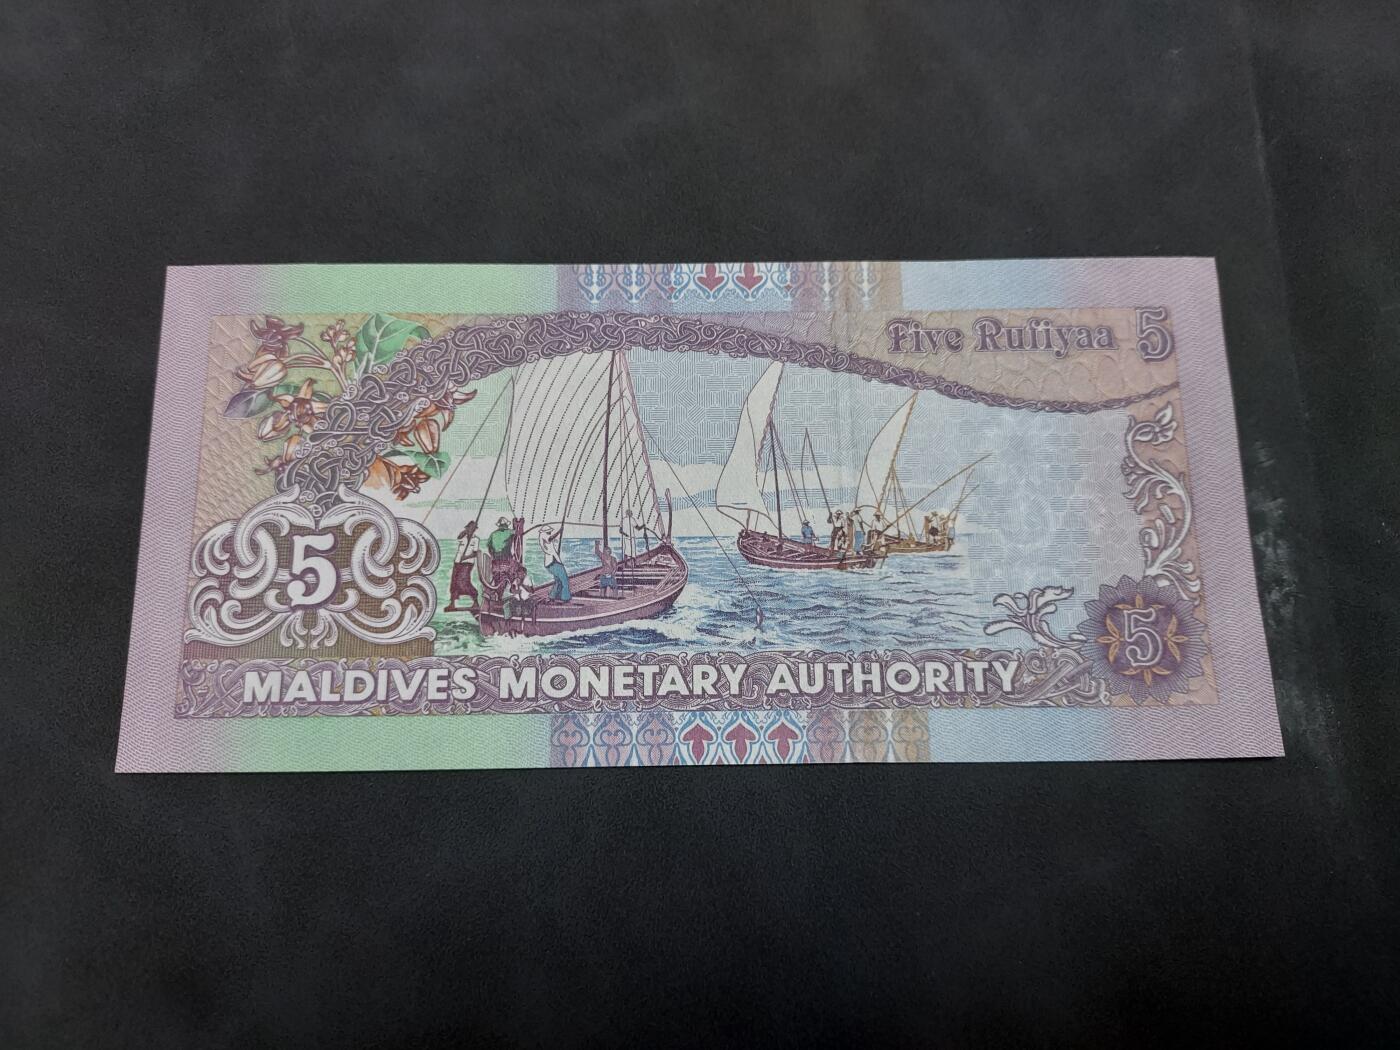 Five Rufiyaa 5
5
5
MALDIVES MONETARY AUTHORITY